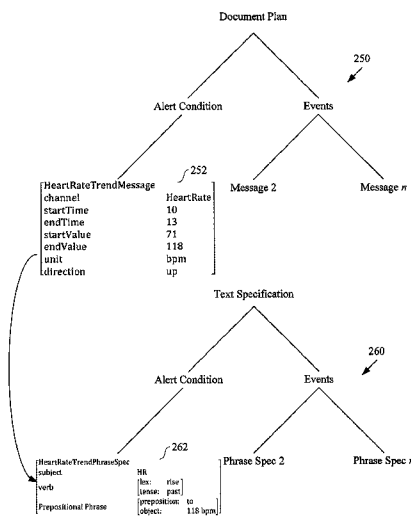 Document Plan
250
Alert Condition Events
252
HeartRateTrendMessage
channel HeartRate
startTime 10
endTime 13
startValue 71
endValue 118
unit bpm
direction up
Message 2 Message n
Text Specification
260
Alert Condition Events
262
HeartRateTrendPhraseSpec
subject HR
verb lex: rise
tense: past
Prepositional Phrase preposition: to
object: 118 bpm
Phrase Spec 2 Phrase Spec n